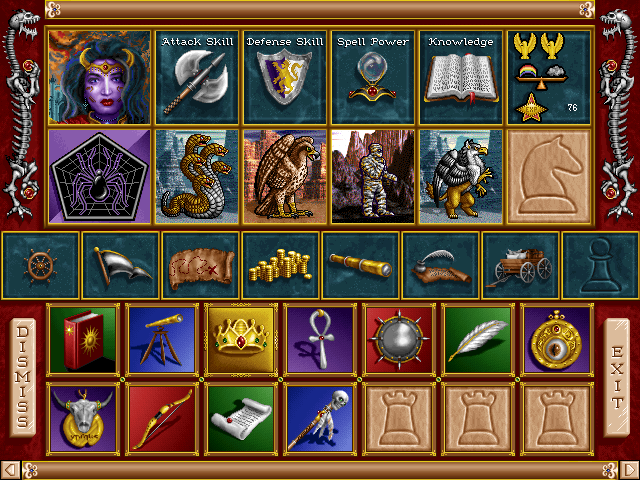 Attack Skill
Defense Skill
Spell Power
Knowledge
76
DISMISS
EXIT